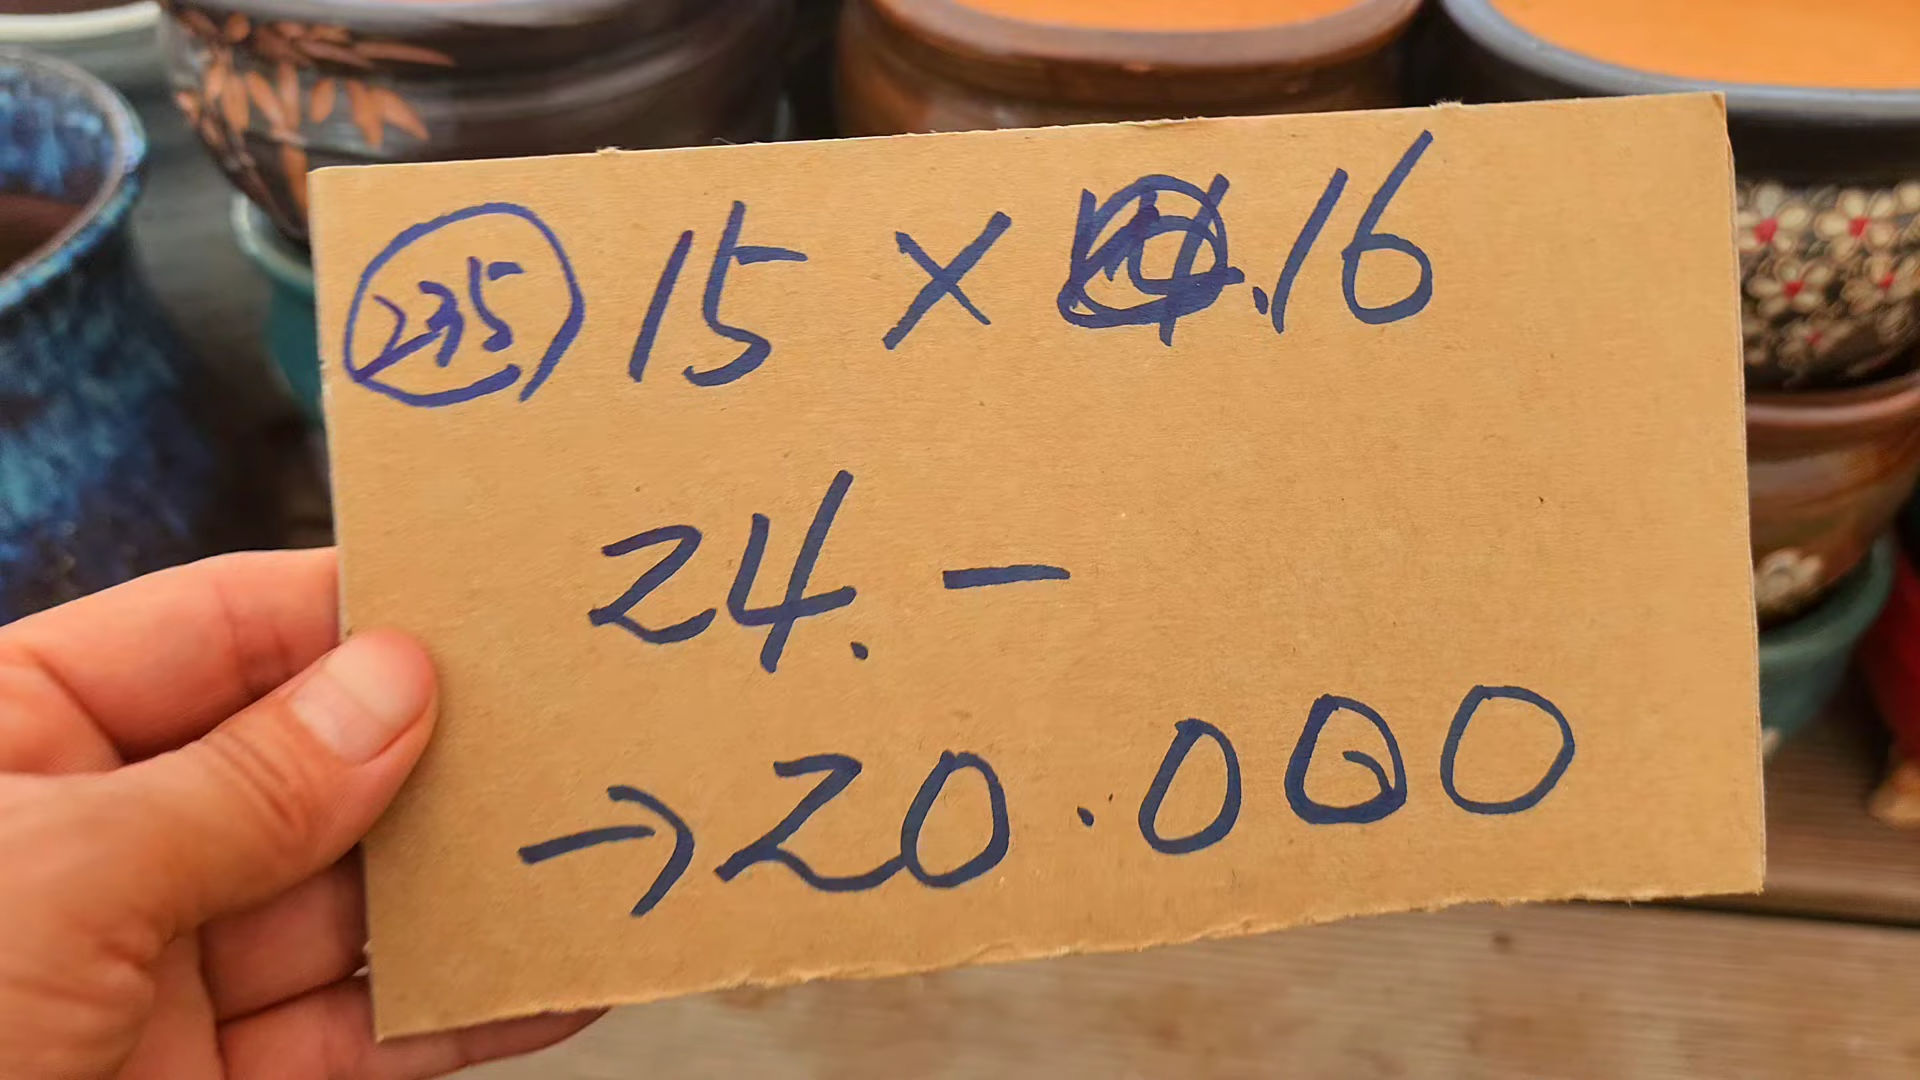 235 15 × .16
24.-
→20.000